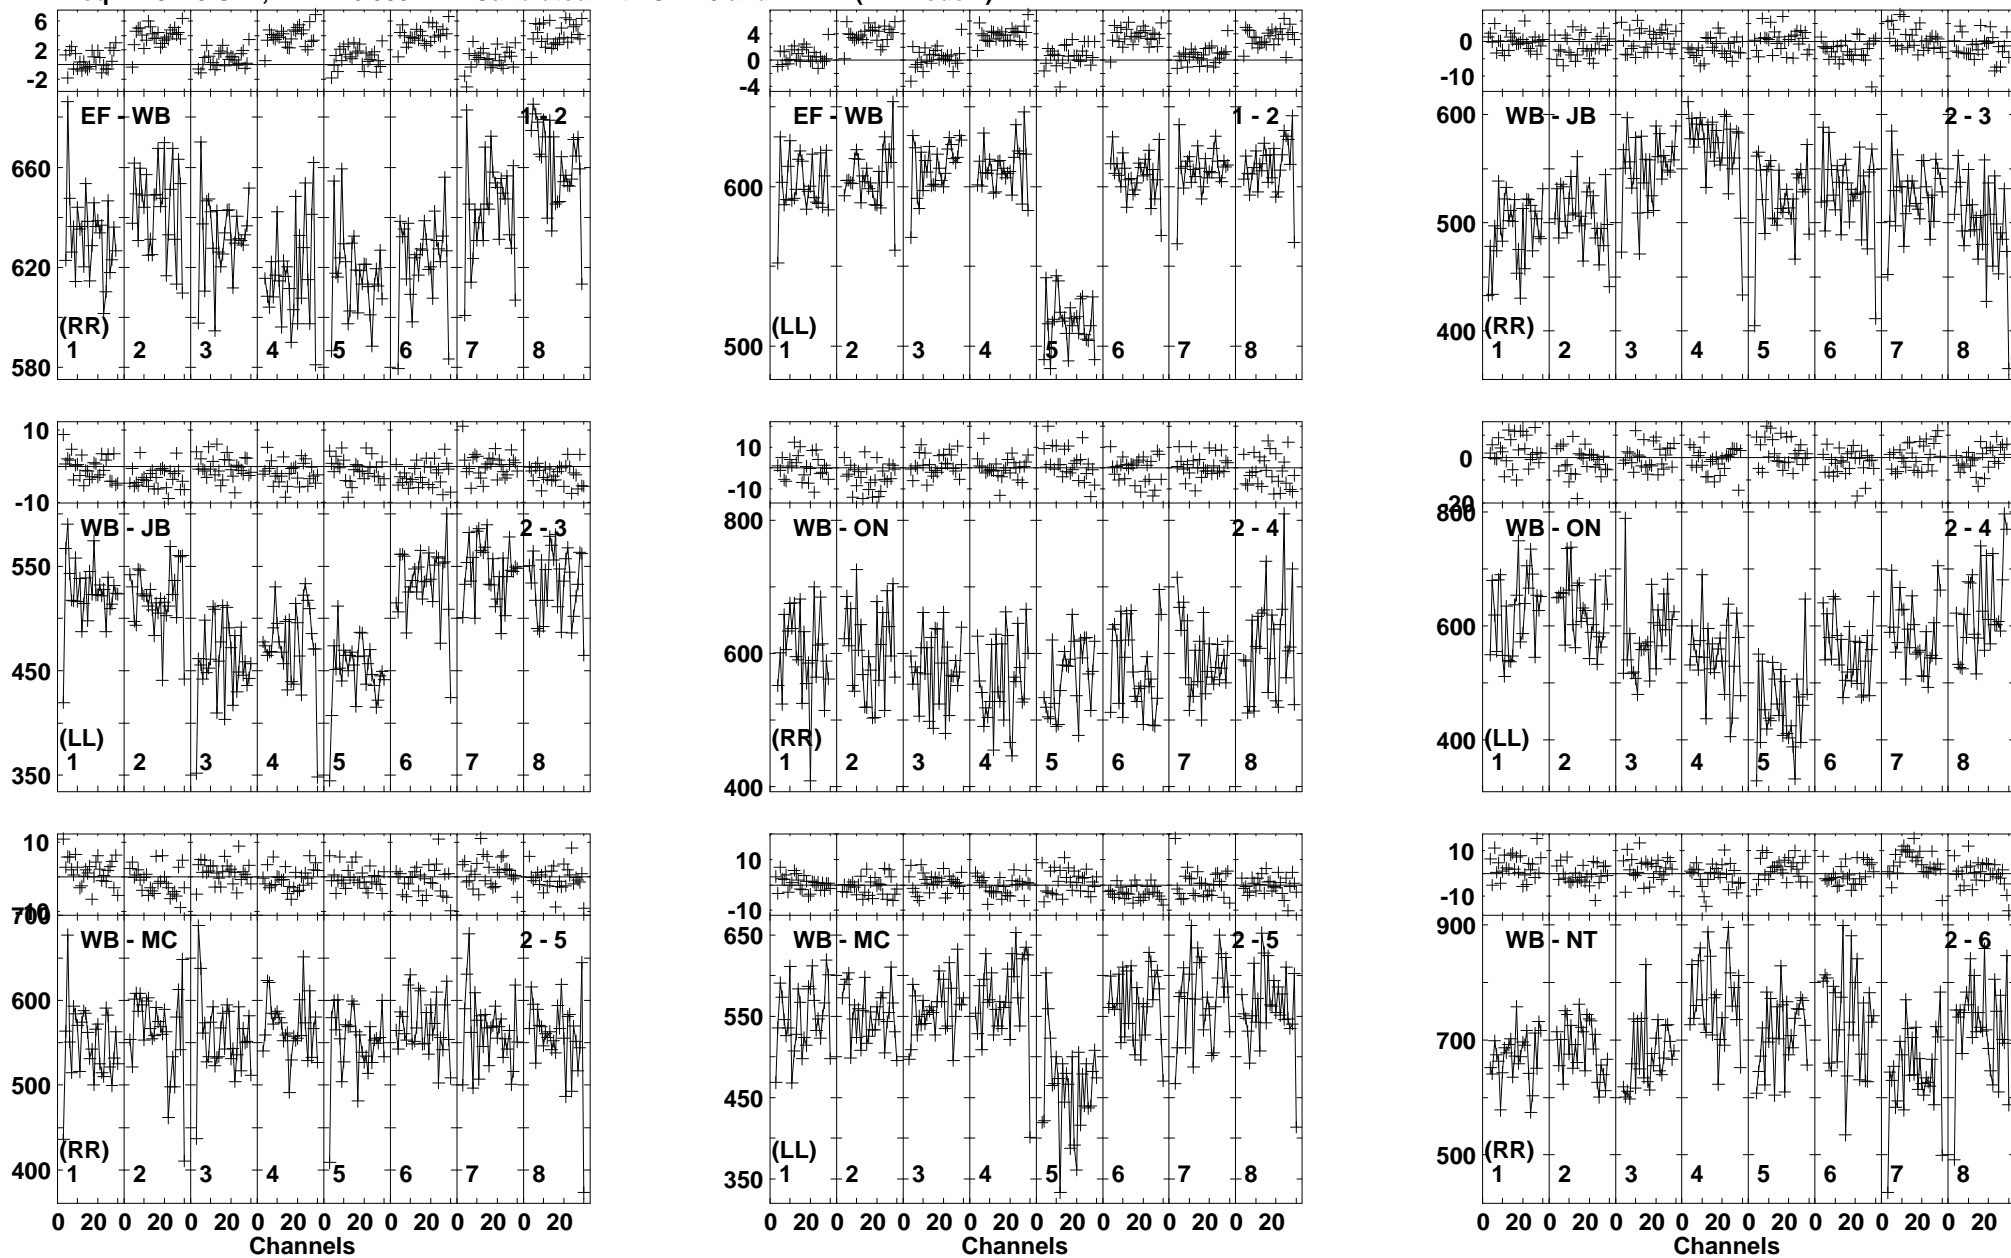 6 2 -2
EF - WB 1 - 2
660 620 580
(RR)
1 2 3 4 5 6 7 8
4 0 -4
EF - WB 1 - 2
600 500
(LL)
1 2 3 4 5 6 7 8
0 -10
WB - JB 2 - 3
600 500 400
(RR)
1 2 3 4 5 6 7 8
10 -10
WB - JB 2 - 3
550 450 350
(LL)
1 2 3 4 5 6 7 8
10 -10
WB - ON 2 - 4
800 600 400
(RR)
1 2 3 4 5 6 7 8
0 -20
WB - ON 2 - 4
800 600 400
(LL)
1 2 3 4 5 6 7 8
10 -10
WB - MC 2 - 5
700 600 500 400
(RR)
1 2 3 4 5 6 7 8
0 20 0 20 0 20 0 20 0 20 0 20 0 20 0 20
Channels
10 -10
WB - MC 2 - 5
650 550 450 350
(LL)
1 2 3 4 5 6 7 8
0 20 0 20 0 20 0 20 0 20 0 20 0 20 0 20
Channels
10 -10
WB - NT 2 - 6
900 700 500
(RR)
1 2 3 4 5 6 7 8
0 20 0 20 0 20 0 20 0 20 0 20 0 20 0 20
Channels